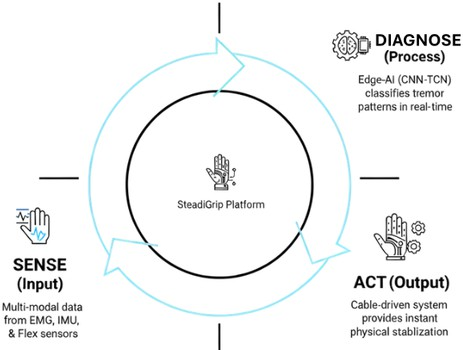 DIAGNOSE
(Process)
Edge-AI (CNN-TCN)
classifies tremor
patterns in real-time
SteadiGrip Platform
SENSE
(Input)
Multi-modal data
from EMG, IMU,
& Flex sensors
ACT (Output)
Cable-driven system
provides instant
physical stablization